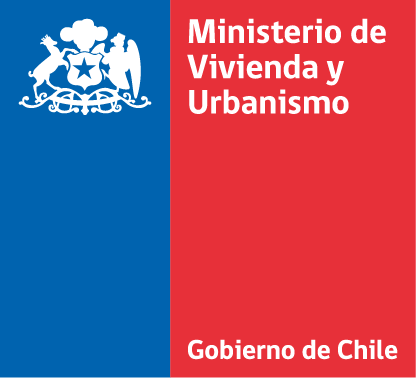 Ministerio de
Vivienda y
Urbanismo
Gobierno de Chile